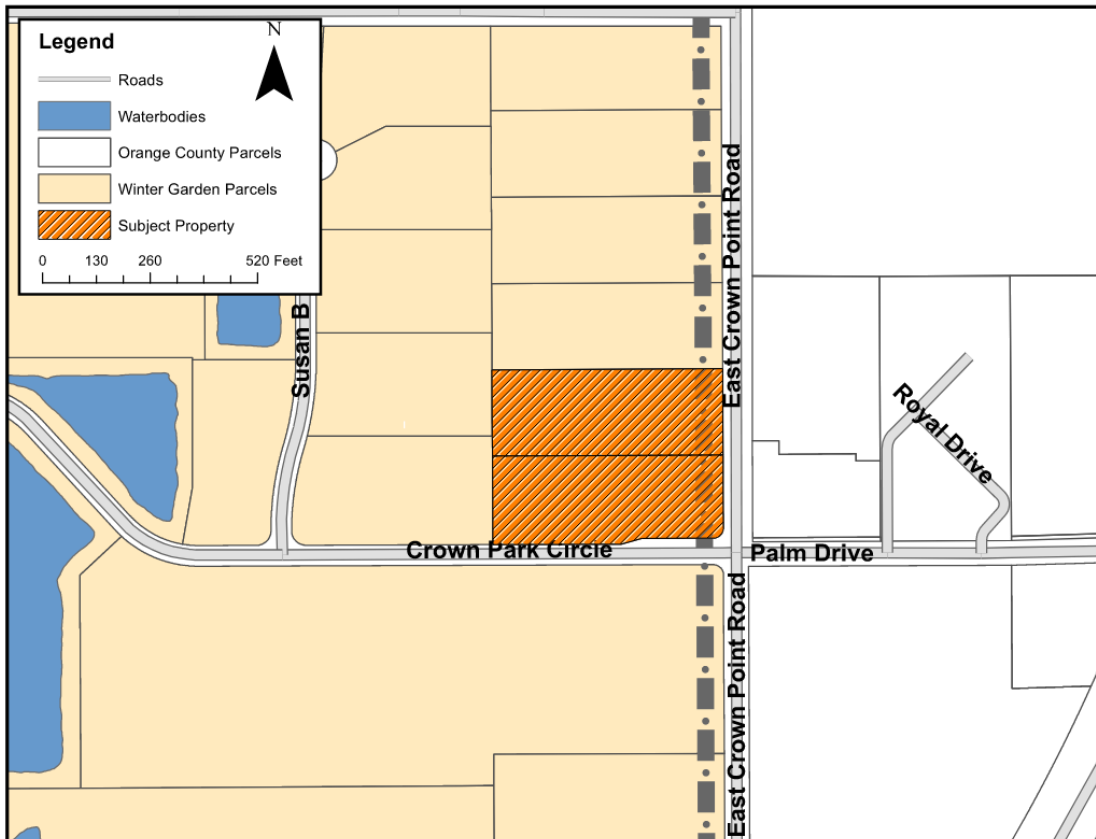 Legend
N
Roads
Waterbodies
Orange County Parcels
Winter Garden Parcels
Subject Property
0 130 260 520 Feet
Susan B
East Crown Point Road
Royal Drive
Crown Park Circle
Palm Drive
East Crown Point Road